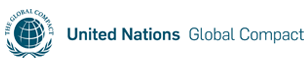 THE GLOBAL COMPACT
United Nations Global Compact